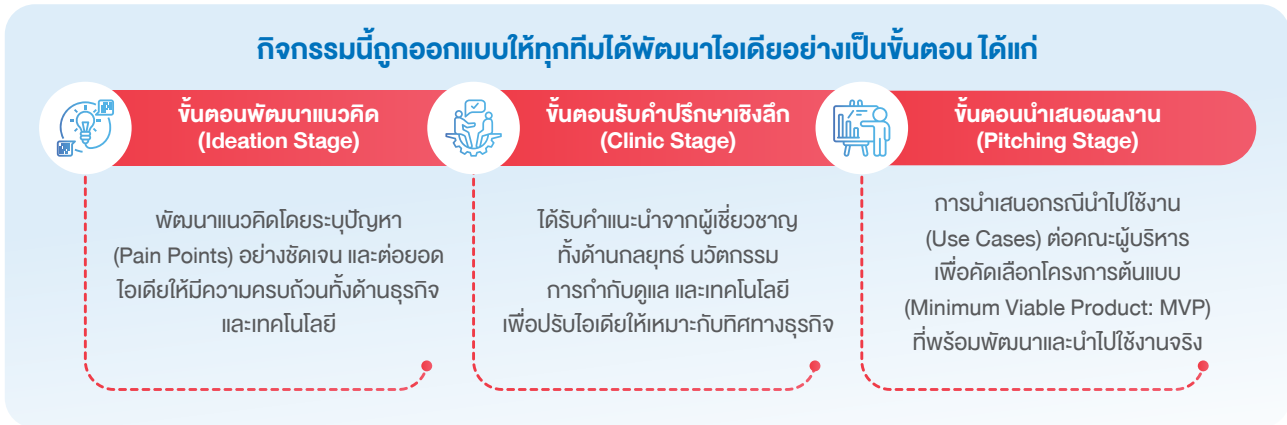 กิจกรรมนี้ถูกออกแบบให้ทุกทีมได้พัฒนาไอเดียอย่างเป็นขั้นตอน ได้แก่
ขั้นตอนพัฒนาแนวคิด
(Ideation Stage)
พัฒนาแนวคิดโดยระบุปัญหา
(Pain Points) อย่างชัดเจน และต่อยอด
ไอเดียให้มีความครบถ้วนทั้งด้านธุรกิจ
และเทคโนโลยี
ขั้นตอนรับคำปรึกษาเชิงลึก
(Clinic Stage)
ได้รับคำแนะนำจากผู้เชี่ยวชาญ
ทั้งด้านกลยุทธ์ นวัตกรรม
การกำกับดูแล และเทคโนโลยี
เพื่อปรับไอเดียให้เหมาะกับทิศทางธุรกิจ
ขั้นตอนนำเสนอผลงาน
(Pitching Stage)
การนำเสนอกรณีนำไปใช้งาน
(Use Cases) ต่อคณะผู้บริหาร
เพื่อคัดเลือกโครงการต้นแบบ
(Minimum Viable Product: MVP)
ที่พร้อมพัฒนาและนำไปใช้งานจริง